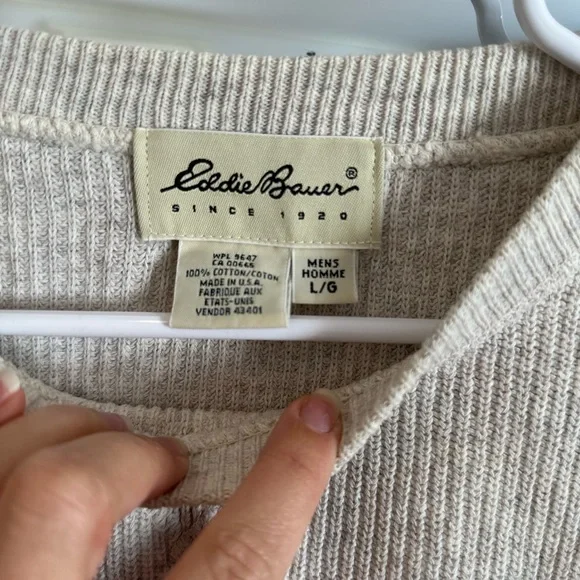 Eddie Bauer®
SINCE 1920
WPL 9647
CA 00665
100% COTTON/COTON
MADE IN U.S.A.
FABRIQUE AUX
ETATS-UNIS
VENDOR 43401
MENS
HOMME
L/G